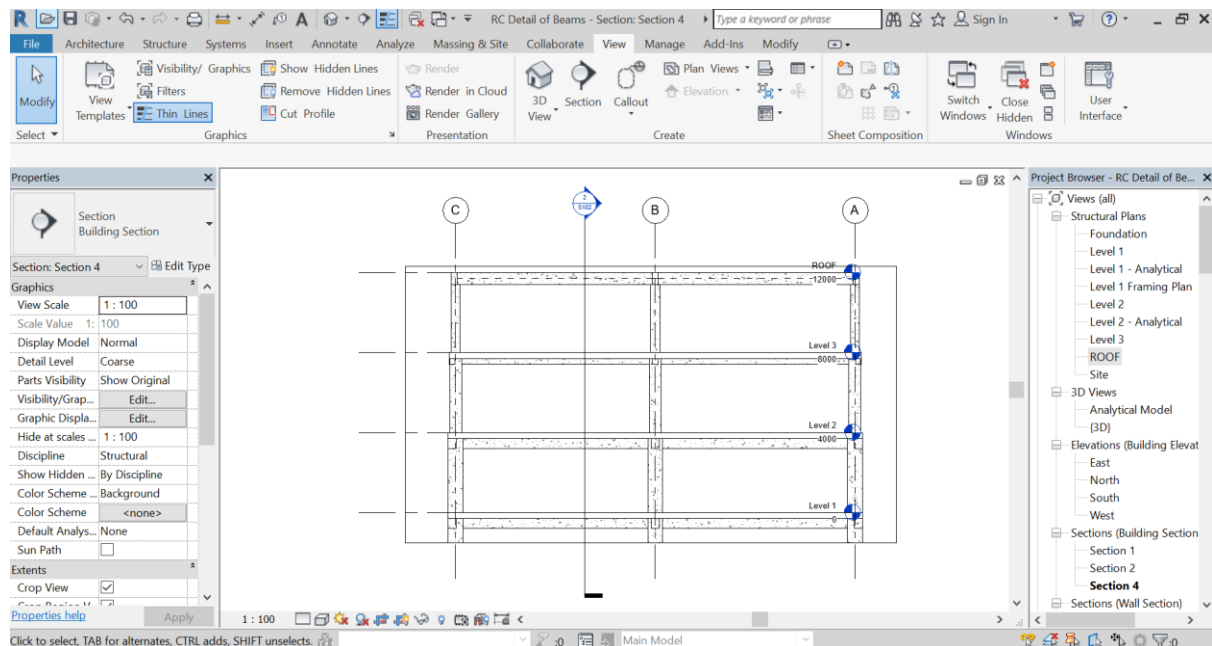 R RC Detail of Beams - Section: Section 4 Type a keyword or phrase Sign In
File Architecture Structure Systems Insert Annotate Analyze Massing & Site Collaborate View Manage Add-Ins Modify
Modify
Select
View Templates
Visibility/ Graphics
Filters
Thin Lines
Show Hidden Lines
Remove Hidden Lines
Cut Profile
Graphics
Render
Render in Cloud
Render Gallery
Presentation
3D View
Section
Callout
Plan Views
Elevation
Create
Sheet Composition
Switch Windows
Close Hidden
Windows
User Interface
Properties
Section
Building Section
Section: Section 4 Edit Type
Graphics
View Scale 1 : 100
Scale Value 1: 100
Display Model Normal
Detail Level Coarse
Parts Visibility Show Original
Visibility/Grap... Edit...
Graphic Displa... Edit...
Hide at scales ... 1 : 100
Discipline Structural
Show Hidden ... By Discipline
Color Scheme ... Background
Color Scheme <none>
Default Analys... None
Sun Path
Extents
Crop View
Properties help Apply
C
2
B
A
ROOF
12000
Level 3
8000
Level 2
4000
Level 1
0
1 : 100
Project Browser - RC Detail of Be...
Views (all)
Structural Plans
Foundation
Level 1
Level 1 - Analytical
Level 1 Framing Plan
Level 2
Level 2 - Analytical
Level 3
ROOF
Site
3D Views
Analytical Model
{3D}
Elevations (Building Elevat
East
North
South
West
Sections (Building Section
Section 1
Section 2
Section 4
Sections (Wall Section)
Click to select, TAB for alternates, CTRL adds, SHIFT unselects.
:0
Main Model
:0